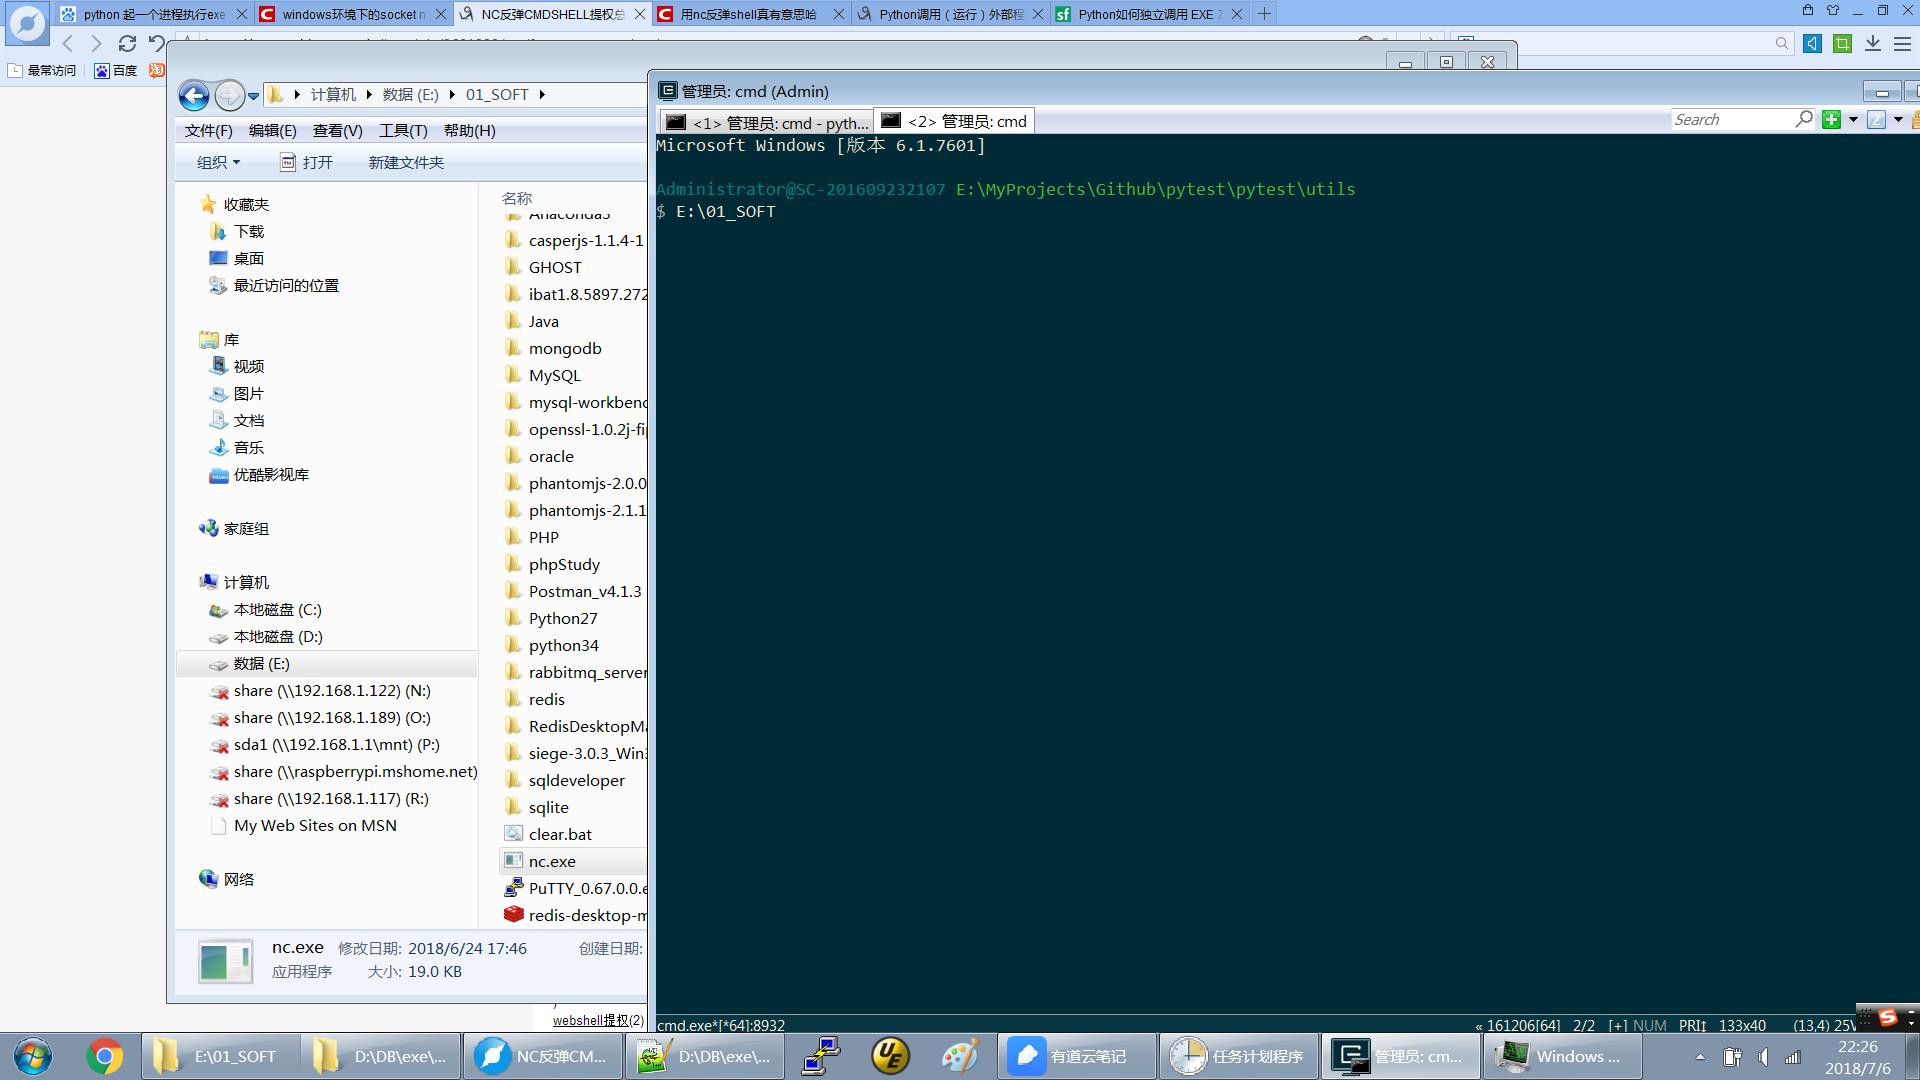 python 起一个进程执行exe
windows环境下的socket n
NC反弹CMDSHELL提权总
用nc反弹shell真有意思哈
Python调用（运行）外部程
Python如何独立调用 EXE
最常访问
百度
淘
计算机
数据 (E:)
01_SOFT
文件(F)
编辑(E)
查看(V)
工具(T)
帮助(H)
组织
打开
新建文件夹
收藏夹
下载
桌面
最近访问的位置
库
视频
图片
文档
音乐
优酷影视库
家庭组
计算机
本地磁盘 (C:)
本地磁盘 (D:)
数据 (E:)
share (\\192.168.1.122) (N:)
share (\\192.168.1.189) (O:)
sda1 (\\192.168.1.1\mnt) (P:)
share (\\raspberrypi.mshome.net)
share (\\192.168.1.117) (R:)
My Web Sites on MSN
网络
名称
Anaconda3
casperjs-1.1.4-1
GHOST
ibat1.8.5897.272
Java
mongodb
MySQL
mysql-workbenc
openssl-1.0.2j-fip
oracle
phantomjs-2.0.0
phantomjs-2.1.1
PHP
phpStudy
Postman_v4.1.3
Python27
python34
rabbitmq_server
redis
RedisDesktopMa
siege-3.0.3_Win3
sqldeveloper
sqlite
clear.bat
nc.exe
PuTTY_0.67.0.0.e
redis-desktop-m
nc.exe
修改日期: 2018/6/24 17:46
创建日期:
应用程序
大小: 19.0 KB
webshell提权(2)
管理员: cmd (Admin)
<1> 管理员: cmd - pyth...
<2> 管理员: cmd
Search
Microsoft Windows [版本 6.1.7601]
Administrator@SC-201609232107 E:\MyProjects\Github\pytest\pytest\utils
$ E:\01_SOFT
cmd.exe*[*64]:8932
« 161206[64] 2/2 [+] NUM PRI↕ 133x40 (13,4) 25V
E:\01_SOFT
D:\DB\exe\...
NC反弹CM...
D:\DB\exe\...
有道云笔记
任务计划程序
管理员: cm...
Windows ...
22:26
2018/7/6